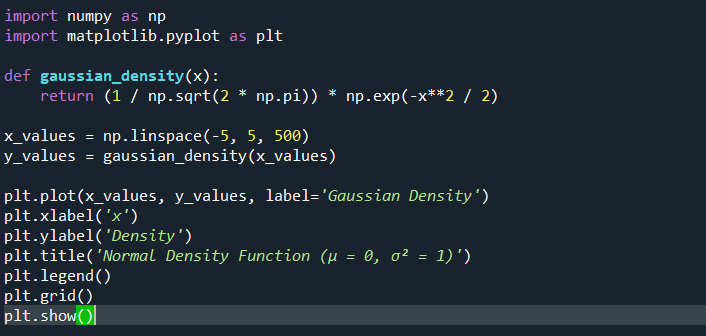 import numpy as np
import matplotlib.pyplot as plt

def gaussian_density(x):
    return (1 / np.sqrt(2 * np.pi)) * np.exp(-x**2 / 2)

x_values = np.linspace(-5, 5, 500)
y_values = gaussian_density(x_values)

plt.plot(x_values, y_values, label='Gaussian Density')
plt.xlabel('x')
plt.ylabel('Density')
plt.title('Normal Density Function (μ = 0, σ² = 1)')
plt.legend()
plt.grid()
plt.show()